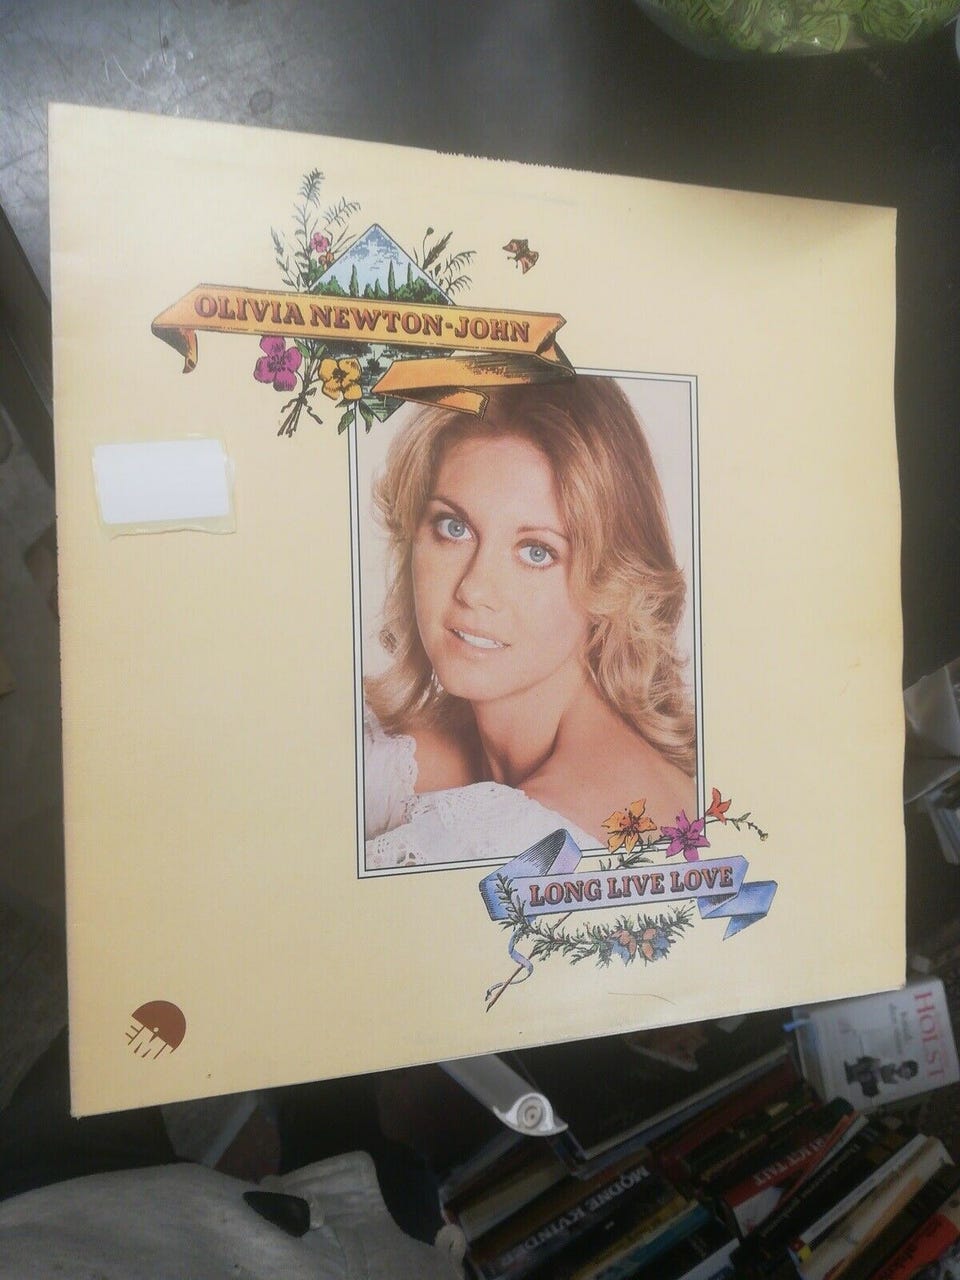 OLIVIA NEWTON-JOHN
LONG LIVE LOVE
EMI
HOLST
MODNE KVINDER